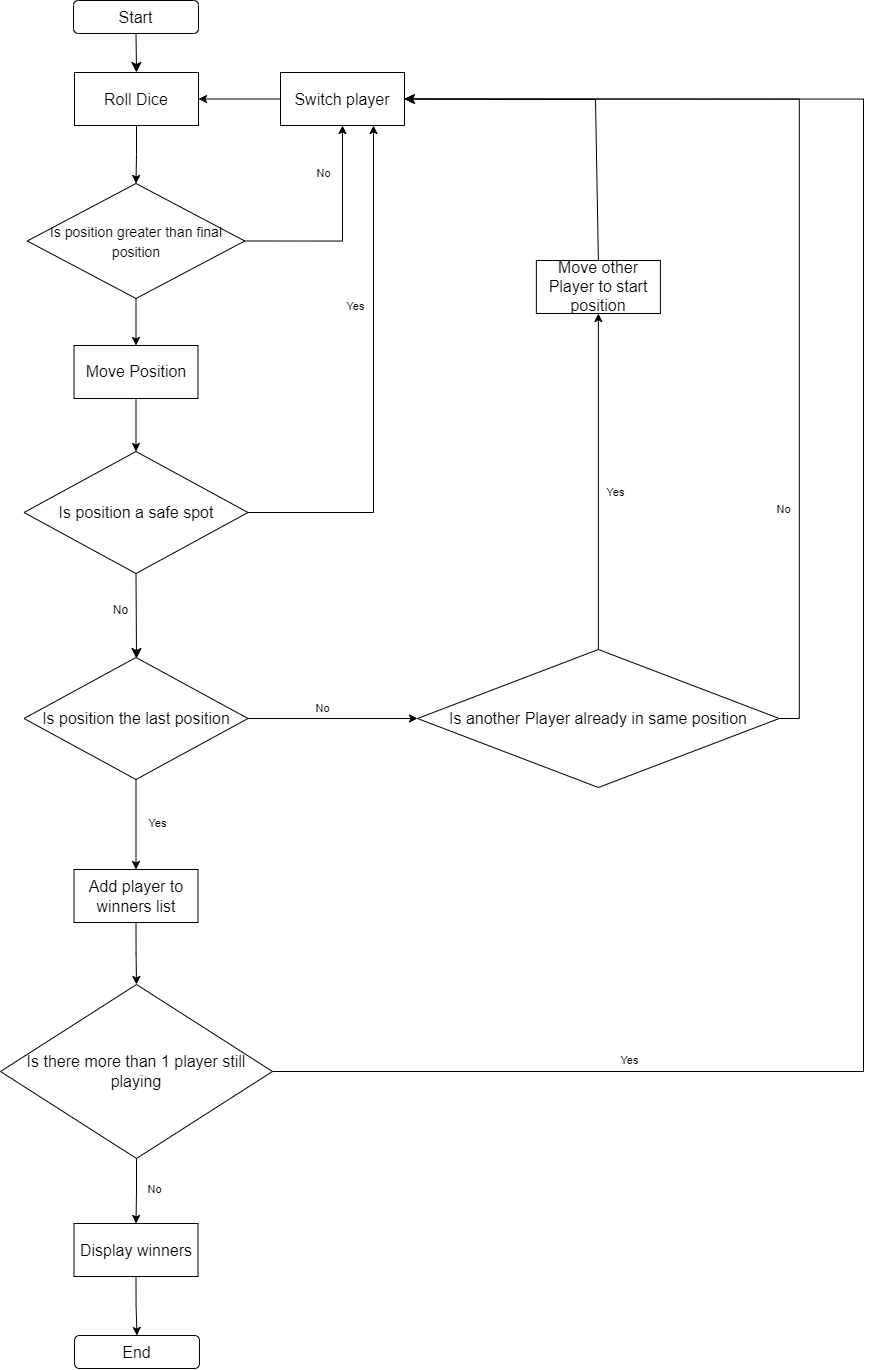 Start
Roll Dice
Switch player
No
Is position greater than final
position
Move other
Player to start
position
Yes
Move Position
Yes
No
Is position a safe spot
No
Is position the last position
No
Is another Player already in same position
Yes
Add player to
winners list
Is there more than 1 player still
playing
Yes
No
Display winners
End